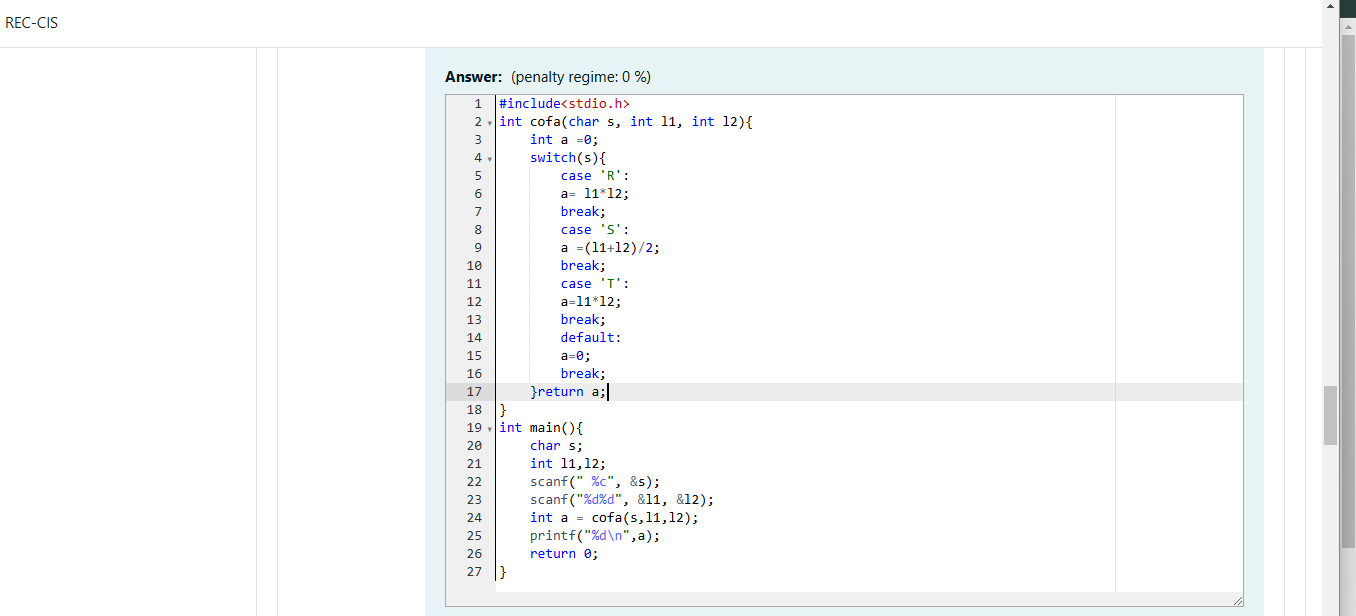 REC-CIS
Answer: (penalty regime: 0 %)
1 #include<stdio.h>
2 int cofa(char s, int l1, int l2){
3 int a =0;
4 switch(s){
5 case 'R':
6 a= l1*l2;
7 break;
8 case 'S':
9 a =(l1+l2)/2;
10 break;
11 case 'T':
12 a=l1*l2;
13 break;
14 default:
15 a=0;
16 break;
17 }return a;
18 }
19 int main(){
20 char s;
21 int l1,l2;
22 scanf(" %c", &s);
23 scanf("%d%d", &l1, &l2);
24 int a = cofa(s,l1,l2);
25 printf("%d\n",a);
26 return 0;
27 }